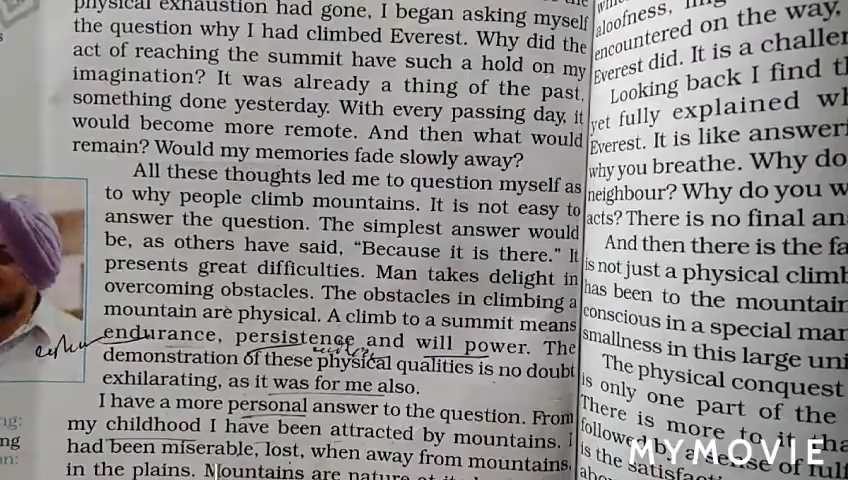 physical exhaustion had gone, I began asking myself
the question why I had climbed Everest. Why did the
act of reaching the summit have such a hold on my
imagination? It was already a thing of the past,
something done yesterday. With every passing day, it
would become more remote. And then what would
remain? Would my memories fade slowly away?
All these thoughts led me to question myself as
to why people climb mountains. It is not easy to
answer the question. The simplest answer would
be, as others have said, “Because it is there.” It
presents great difficulties. Man takes delight in
overcoming obstacles. The obstacles in climbing a
mountain are physical. A climb to a summit means
endurance, persistence and will power. The
demonstration of these physical qualities is no doubt
exhilarating, as it was for me also.
I have a more personal answer to the question. From
my childhood I have been attracted by mountains. I
had been miserable, lost, when away from mountains,
in the plains. Mountains are nature at
aloofness,
encountered on the way,
Everest did. It is a challen
Looking back I find th
yet fully explained wh
Everest. It is like answeri
why you breathe. Why do
neighbour? Why do you w
acts? There is no final an
And then there is the fa
is not just a physical climb
has been to the mountain
conscious in a special man
smallness in this large uni
The physical conquest
is only one part of the
There is more to it tha
followed by a sense of fulf
is the satisfact
abo
ng:
ng
on:
MYMOVIE